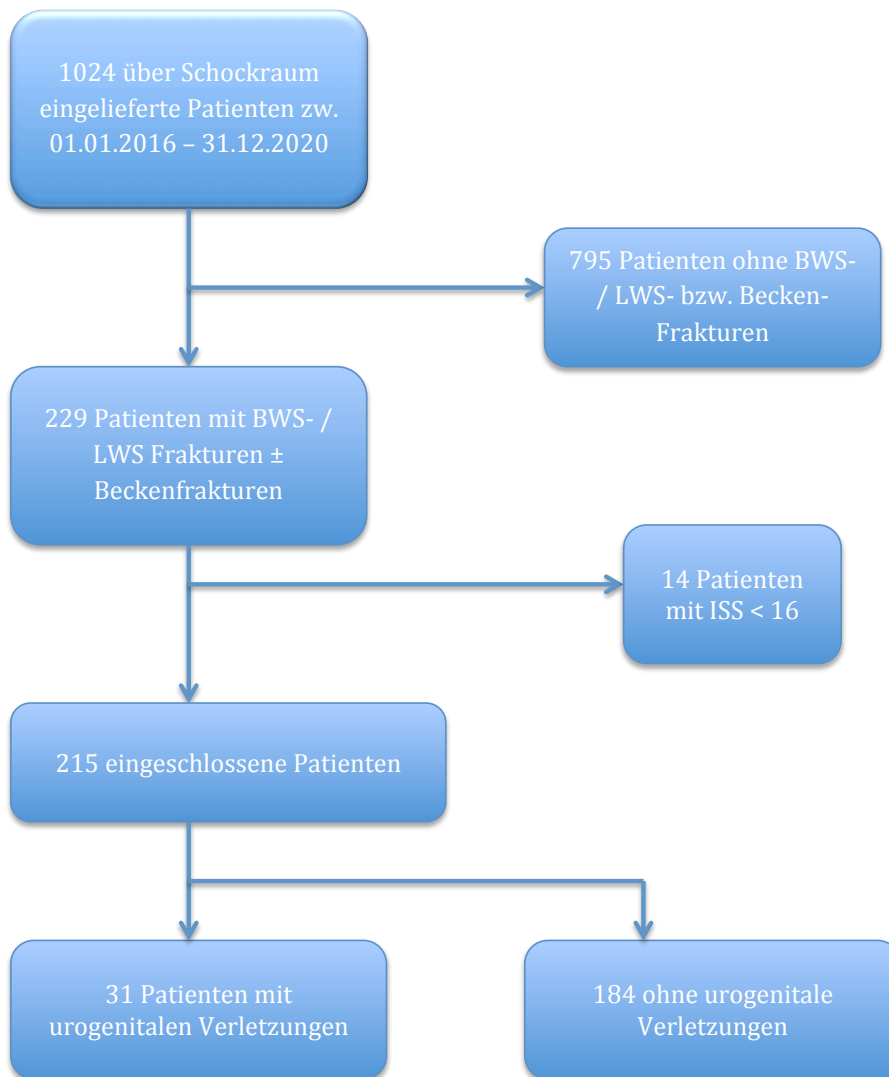 1024 über Schockraum
eingelieferte Patienten zw.
01.01.2016 – 31.12.2020
795 Patienten ohne BWS-
/ LWS- bzw. Becken-
Frakturen
229 Patienten mit BWS- /
LWS Frakturen ±
Beckenfrakturen
14 Patienten
mit ISS < 16
215 eingeschlossene Patienten
31 Patienten mit
urogenitalen Verletzungen
184 ohne urogenitale
Verletzungen